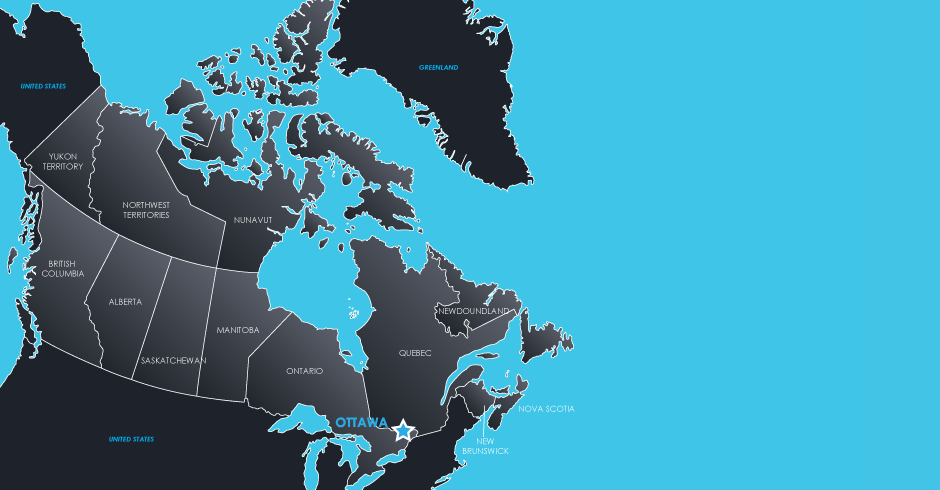 GREENLAND
UNITED STATES
YUKON
TERRITORY
NORTHWEST
TERRITORIES
NUNAVUT
BRITISH
COLUMBIA
ALBERTA
NEWFOUNDLAND
MANITOBA
QUEBEC
SASKATCHEWAN
ONTARIO
NOVA SCOTIA
OTTAWA
UNITED STATES
NEW
BRUNSWICK